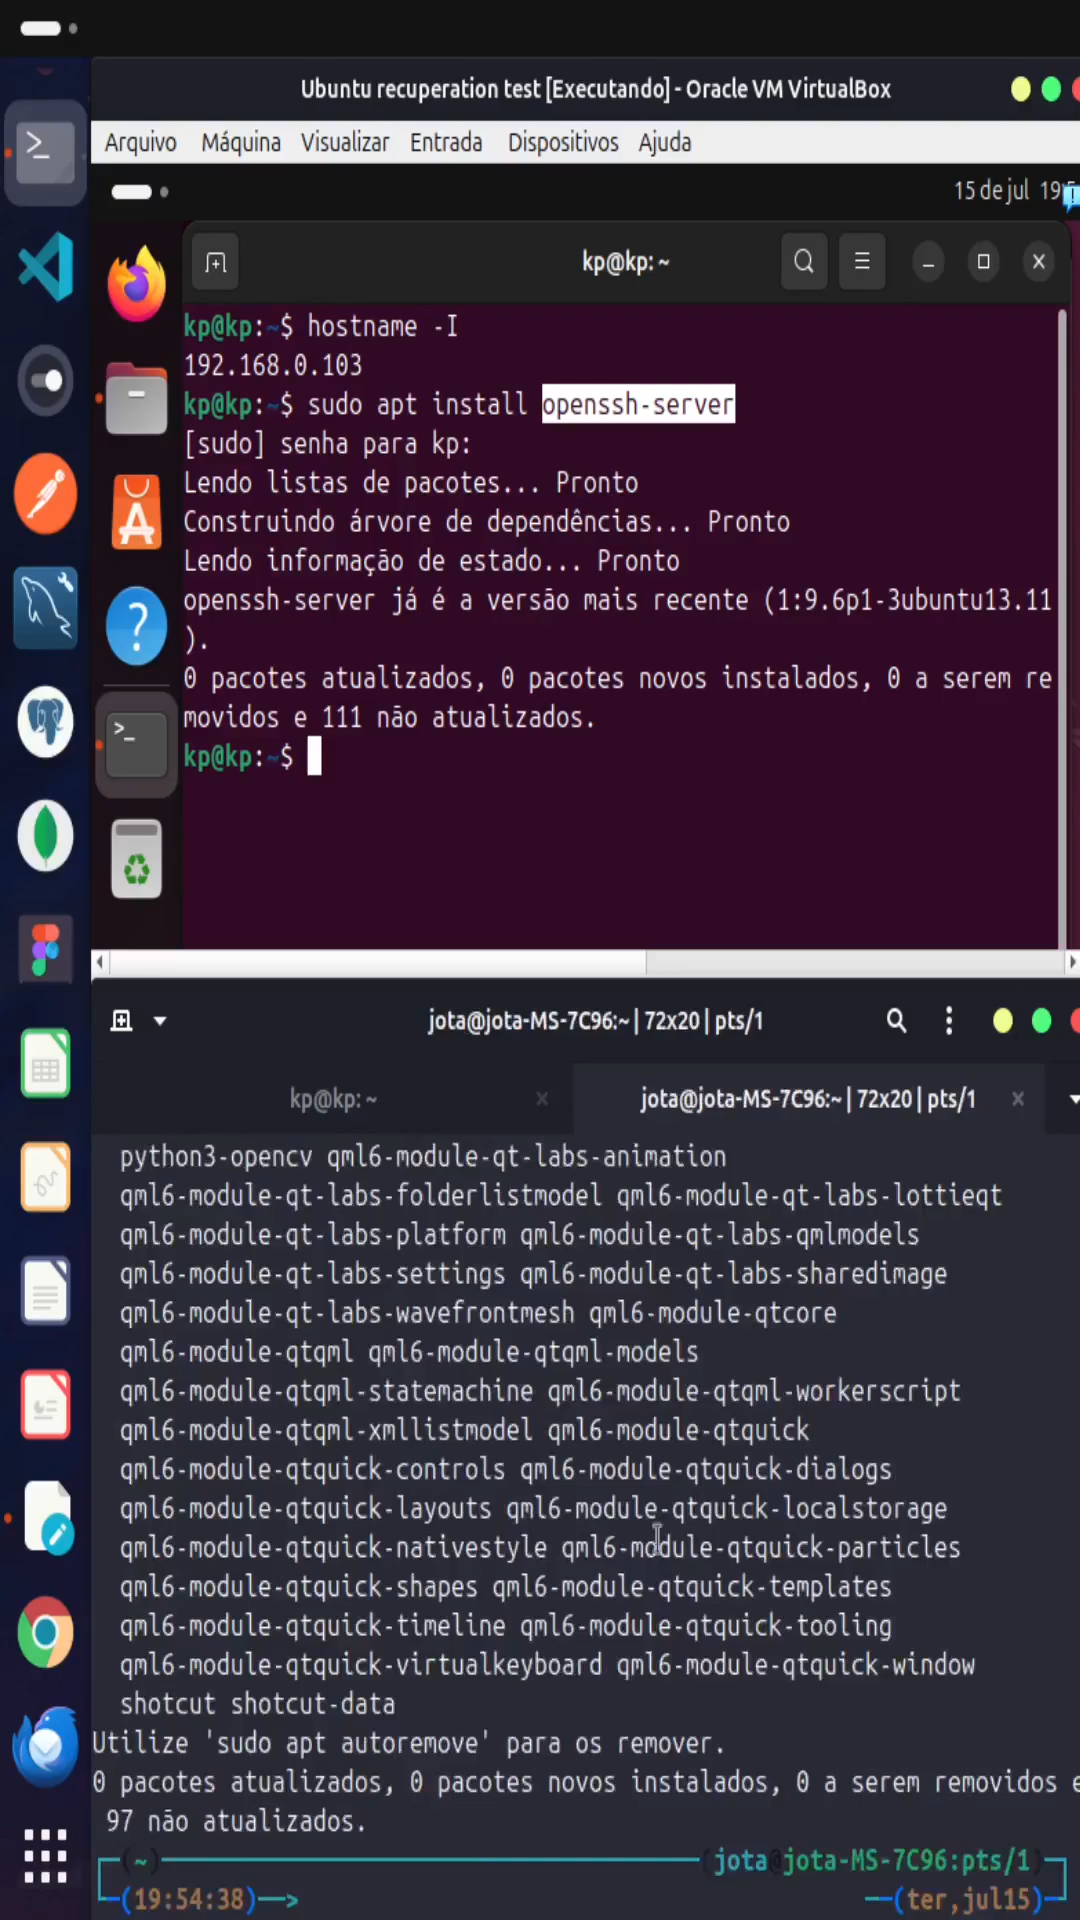 Ubuntu recuperation test [Executando] - Oracle VM VirtualBox
Arquivo Máquina Visualizar Entrada Dispositivos Ajuda
15 de jul
kp@kp: ~
kp@kp:~$ hostname -I
192.168.0.103
kp@kp:~$ sudo apt install openssh-server
[sudo] senha para kp:
Lendo listas de pacotes... Pronto
Construindo árvore de dependências... Pronto
Lendo informação de estado... Pronto
openssh-server já é a versão mais recente (1:9.6p1-3ubuntu13.11
).
0 pacotes atualizados, 0 pacotes novos instalados, 0 a serem re
movidos e 111 não atualizados.
kp@kp:~$
jota@jota-MS-7C96:~ | 72x20 | pts/1
kp@kp: ~ jota@jota-MS-7C96:~ | 72x20 | pts/1
python3-opencv qml6-module-qt-labs-animation
qml6-module-qt-labs-folderlistmodel qml6-module-qt-labs-lottieqt
qml6-module-qt-labs-platform qml6-module-qt-labs-qmlmodels
qml6-module-qt-labs-settings qml6-module-qt-labs-sharedimage
qml6-module-qt-labs-wavefrontmesh qml6-module-qtcore
qml6-module-qtqml qml6-module-qtqml-models
qml6-module-qtqml-statemachine qml6-module-qtqml-workerscript
qml6-module-qtqml-xmllistmodel qml6-module-qtquick
qml6-module-qtquick-controls qml6-module-qtquick-dialogs
qml6-module-qtquick-layouts qml6-module-qtquick-localstorage
qml6-module-qtquick-nativestyle qml6-module-qtquick-particles
qml6-module-qtquick-shapes qml6-module-qtquick-templates
qml6-module-qtquick-timeline qml6-module-qtquick-tooling
qml6-module-qtquick-virtualkeyboard qml6-module-qtquick-window
shotcut shotcut-data
Utilize 'sudo apt autoremove' para os remover.
0 pacotes atualizados, 0 pacotes novos instalados, 0 a serem removidos e
97 não atualizados.
(~) (jota@jota-MS-7C96:pts/1)
(19:54:38)—> —(ter,jul15)